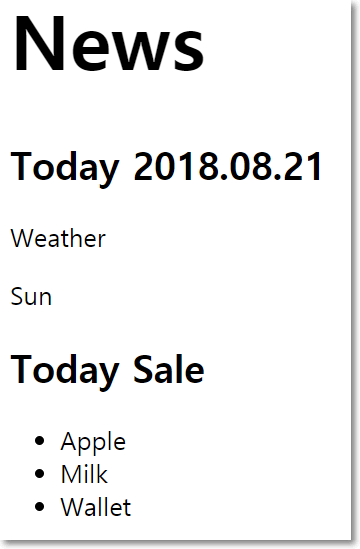 News
Today 2018.08.21
Weather
Sun
Today Sale
• Apple
• Milk
• Wallet